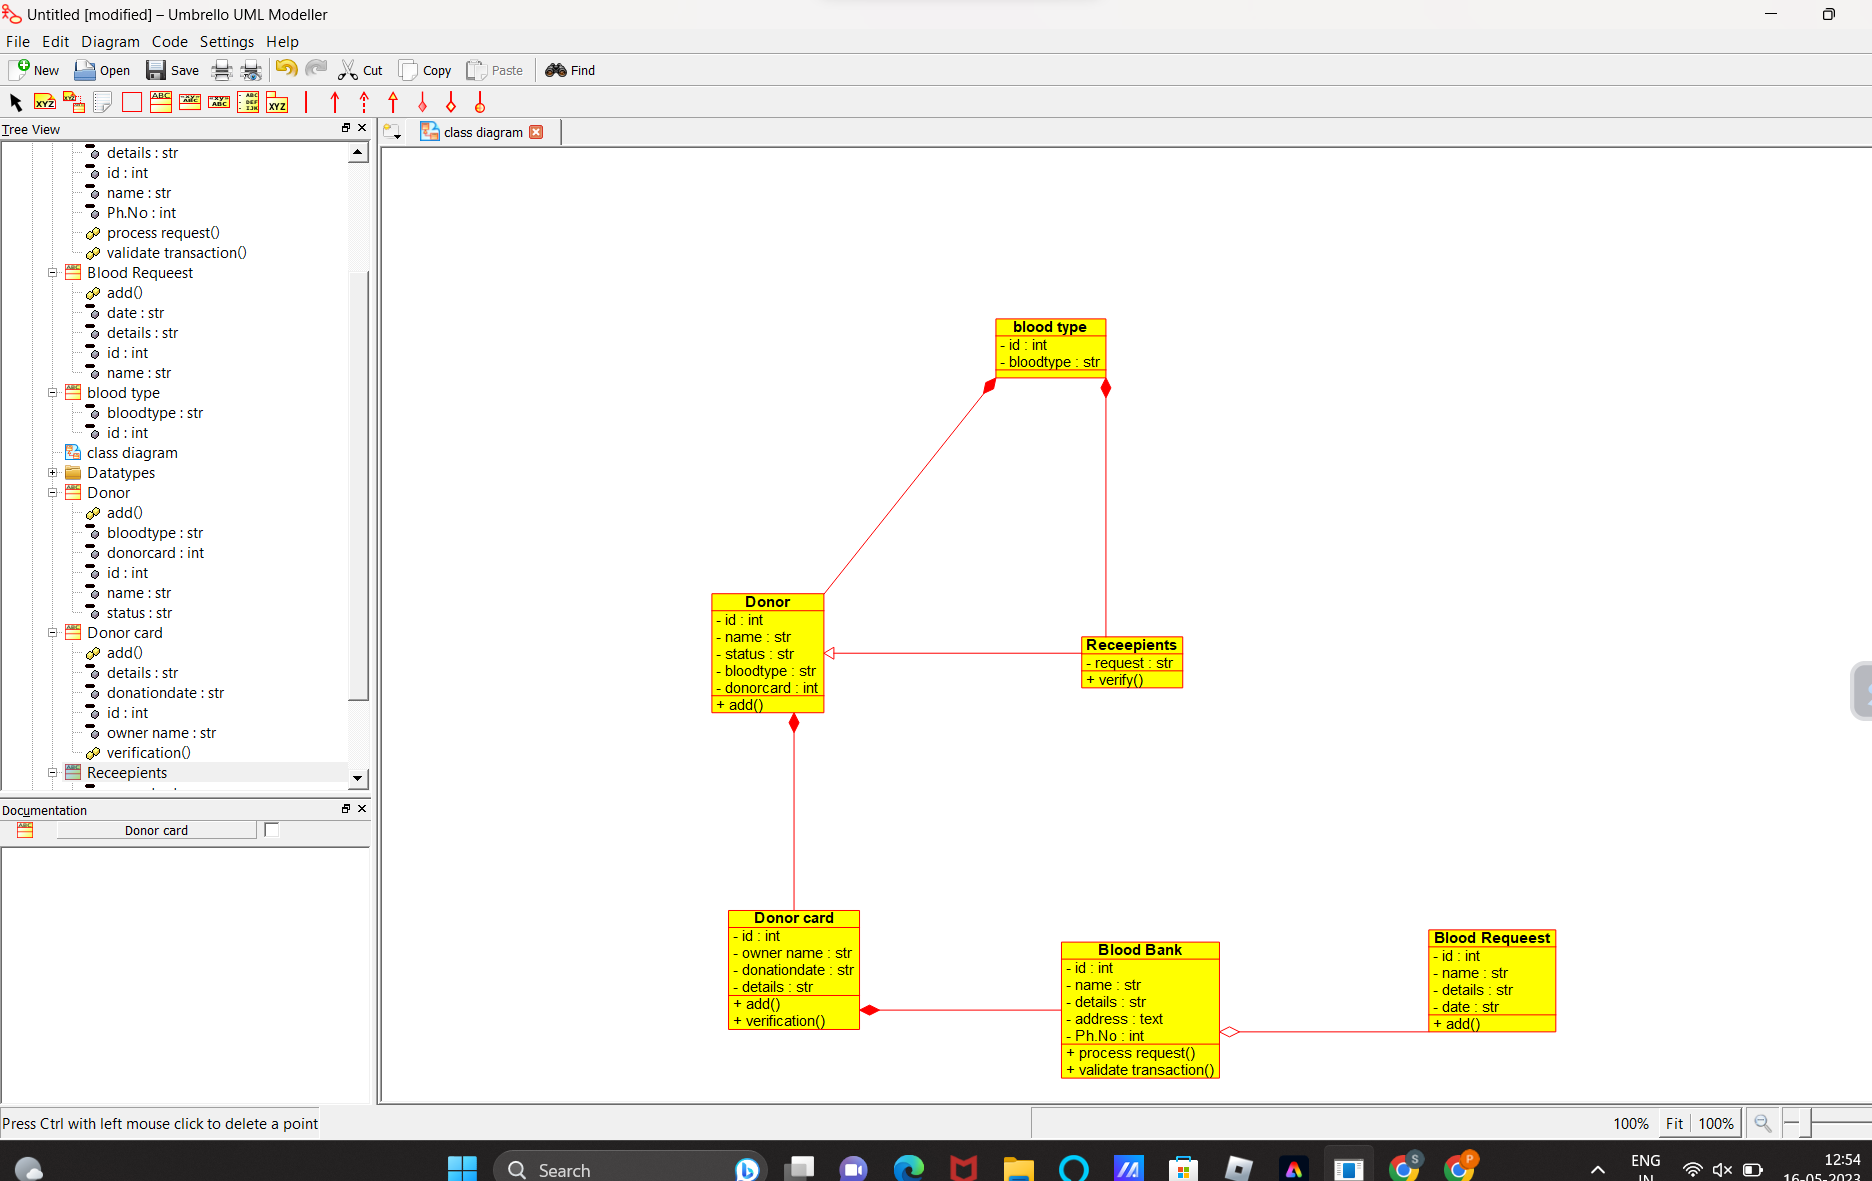 Untitled [modified] – Umbrello UML Modeller
File Edit Diagram Code Settings Help
New Open Save Cut Copy Paste Find
Tree View
class diagram
details : str
id : int
name : str
Ph.No : int
process request()
validate transaction()
Blood Requeest
add()
date : str
details : str
id : int
name : str
blood type
bloodtype : str
id : int
class diagram
Datatypes
Donor
add()
bloodtype : str
donorcard : int
id : int
name : str
status : str
Donor card
add()
details : str
donationdate : str
id : int
owner name : str
verification()
Receepients
Documentation
Donor card
blood type
- id : int
- bloodtype : str
Donor
- id : int
- name : str
- status : str
- bloodtype : str
- donorcard : int
+ add()
Receepients
- request : str
+ verify()
Donor card
- id : int
- owner name : str
- donationdate : str
- details : str
+ add()
+ verification()
Blood Bank
- id : int
- name : str
- details : str
- address : text
- Ph.No : int
+ process request()
+ validate transaction()
Blood Requeest
- id : int
- name : str
- details : str
- date : str
+ add()
Press Ctrl with left mouse click to delete a point
100% Fit 100%
Search
ENG
IN
12:54
16-05-2023